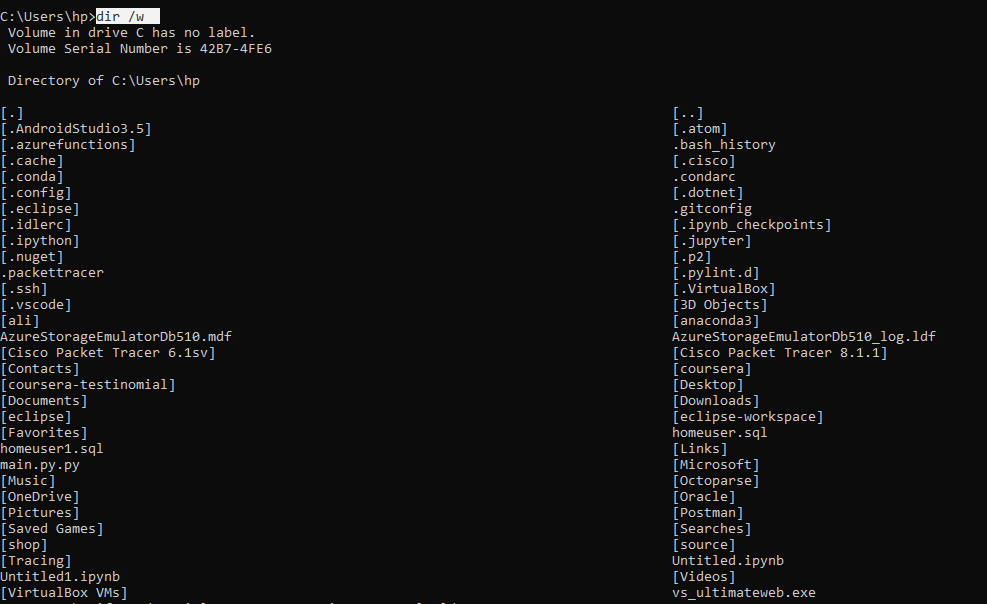 C:\Users\hp>dir /w
Volume in drive C has no label.
Volume Serial Number is 42B7-4FE6
Directory of C:\Users\hp
[.] [..]
[.AndroidStudio3.5] [.atom]
[.azurefunctions] .bash_history
[.cache] [.cisco]
[.conda] .condarc
[.config] [.dotnet]
[.eclipse] .gitconfig
[.idlerc] [.ipynb_checkpoints]
[.ipython] [.jupyter]
[.nuget] [.p2]
.packettracer [.pylint.d]
[.ssh] [.VirtualBox]
[.vscode] [3D Objects]
[ali] [anaconda3]
AzureStorageEmulatorDb510.mdf AzureStorageEmulatorDb510_log.ldf
[Cisco Packet Tracer 6.1sv] [Cisco Packet Tracer 8.1.1]
[Contacts] [coursera]
[coursera-testinomial] [Desktop]
[Documents] [Downloads]
[eclipse] [eclipse-workspace]
[Favorites] homeuser.sql
homeuser1.sql [Links]
main.py.py [Microsoft]
[Music] [Octoparse]
[OneDrive] [Oracle]
[Pictures] [Postman]
[Saved Games] [Searches]
[shop] [source]
[Tracing] Untitled.ipynb
Untitled1.ipynb [Videos]
[VirtualBox VMs] vs_ultimateweb.exe